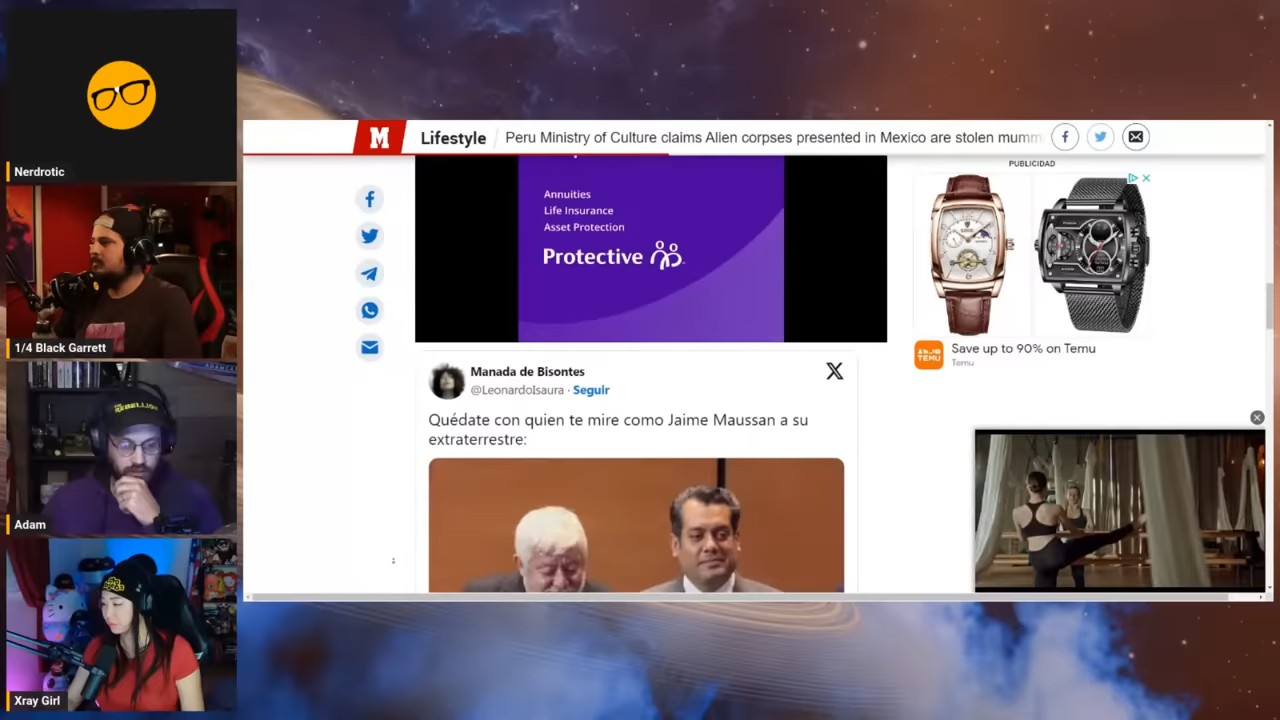 Nerdrotic
1/4 Black Garrett
Adam
Xray Girl
M
Lifestyle
Peru Ministry of Culture claims Alien corpses presented in Mexico are stolen mumm
PUBLICIDAD
Annuities
Life Insurance
Asset Protection
Protective
Save up to 90% on Temu
TEMU
Temu
Manada de Bisontes
@LeonardoIsaura · Seguir
Quédate con quien te mire como Jaime Maussan a su
extraterrestre: